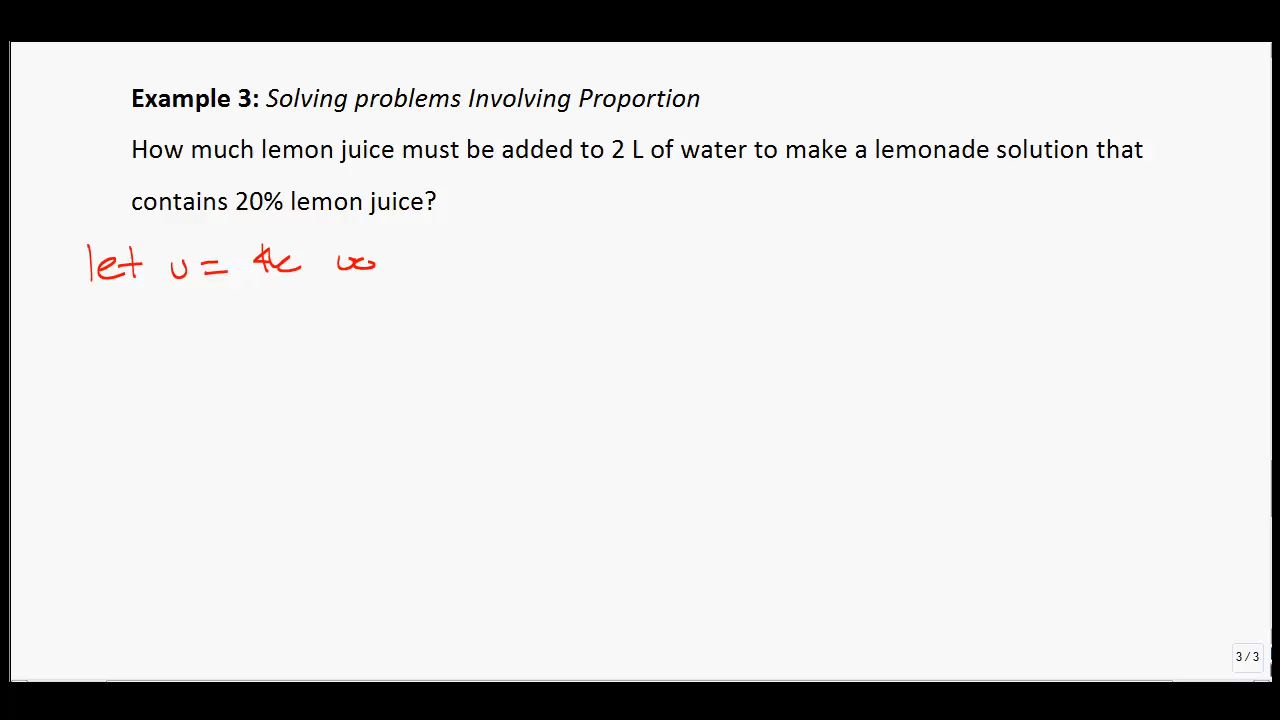 Example 3: Solving problems Involving Proportion
How much lemon juice must be added to 2 L of water to make a lemonade solution that
contains 20% lemon juice?
let v = the
3/3